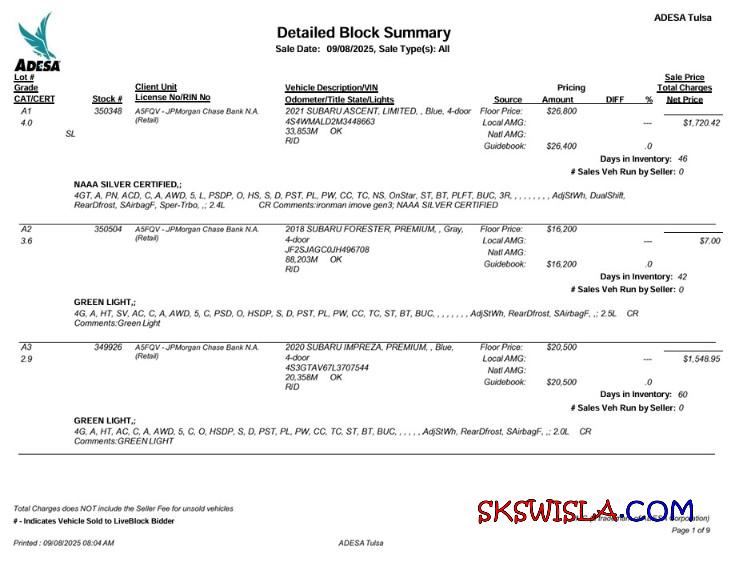 ADESA Tulsa
Detailed Block Summary
Sale Date: 09/08/2025, Sale Type(s): All
ADESA
Lot #
Grade
CAT/CERT
Stock #
Client Unit
License No/RIN No
Vehicle Description/VIN
Odometer/Title State/Lights
Source
Pricing
Amount
DIFF
%
Sale Price
Total Charges
Net Price
A1 350348 A5FQV - JPMorgan Chase Bank N.A. 2021 SUBARU ASCENT, LIMITED, , Blue, 4-door Floor Price: $26,800
4.0 (Retail) 4S4WMALD2M3448663 Local AMG: --- $1,720.42
SL 33,853M OK Natl AMG:
R/D Guidebook: $26,400 .0
Days in Inventory: 46
# Sales Veh Run by Seller: 0
NAAA SILVER CERTIFIED,;
4GT, A, PN, ACD, C, A, AWD, 5, L, PSDP, O, HS, S, D, PST, PL, PW, CC, TC, NS, OnStar, ST, BT, PLFT, BUC, 3R, , , , , , , , , AdjStWh, DualShift,
RearDfrost, SAirbagF, Sper-Trbo, ,; 2.4L CR Comments:ironman imove gen3; NAAA SILVER CERTIFIED
A2 350504 A5FQV - JPMorgan Chase Bank N.A. 2018 SUBARU FORESTER, PREMIUM, , Gray, Floor Price: $16,200
3.6 (Retail) 4-door Local AMG: --- $7.00
JF2SJAGC0JH496708 Natl AMG:
88,203M OK Guidebook: $16,200 .0
R/D
Days in Inventory: 42
# Sales Veh Run by Seller: 0
GREEN LIGHT,;
4G, A, HT, SV, AC, C, A, AWD, 5, C, PSD, O, HSDP, S, D, PST, PL, PW, CC, TC, ST, BT, BUC, , , , , , , , AdjStWh, RearDfrost, SAirbagF, ,; 2.5L CR
Comments:Green Light
A3 349926 A5FQV - JPMorgan Chase Bank N.A. 2020 SUBARU IMPREZA, PREMIUM, , Blue, Floor Price: $20,500
2.9 (Retail) 4-door Local AMG: --- $1,548.95
4S3GTAV67L3707544 Natl AMG:
20,358M OK Guidebook: $20,500 .0
R/D
Days in Inventory: 60
# Sales Veh Run by Seller: 0
GREEN LIGHT,;
4G, A, HT, AC, C, A, AWD, 5, C, O, HSDP, S, D, PST, PL, PW, CC, TC, ST, BT, BUC, , , , , , AdjStWh, RearDfrost, SAirbagF, ,; 2.0L CR
Comments:GREEN LIGHT
Total Charges does NOT include the Seller Fee for unsold vehicles
# - Indicates Vehicle Sold to LiveBlock Bidder
SKSWISLA.COM
Corporation)
Page 1 of 9
Printed : 09/08/2025 08:04 AM
ADESA Tulsa